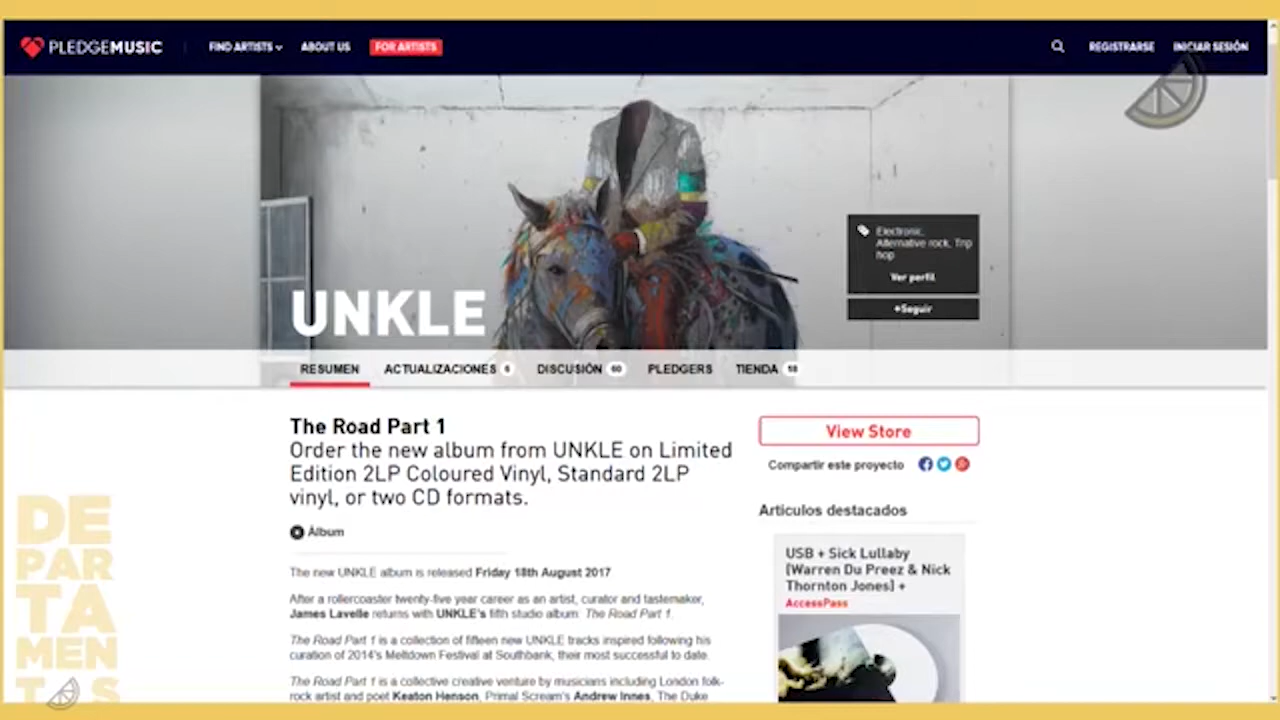 PLEDGEMUSIC
FIND ARTISTS
ABOUT US
FOR ARTISTS
REGISTRARSE
INICIAR SESIÓN
Electronic,
Alternative rock, Trip
hop
Ver perfil
+Seguir
UNKLE
RESUMEN
ACTUALIZACIONES 6
DISCUSIÓN 60
PLEDGERS
TIENDA 18
The Road Part 1
Order the new album from UNKLE on Limited
Edition 2LP Coloured Vinyl, Standard 2LP
vinyl, or two CD formats.
Álbum
The new UNKLE album is released Friday 18th August 2017
After a rollercoaster twenty-five year career as an artist, curator and tastemaker,
James Lavelle returns with UNKLE's fifth studio album The Road Part 1.
The Road Part 1 is a collection of fifteen new UNKLE tracks inspired following his
curation of 2014's Meltdown Festival at Southbank, their most successful to date.
The Road Part 1 is a collective creative venture by musicians including London folk-
rock artist and poet Keaton Henson, Primal Scream's Andrew Innes, The Duke
View Store
Compartir este proyecto
Articulos destacados
USB + Sick Lullaby
[Warren Du Preez & Nick
Thornton Jones] +
AccessPass
DE
PAR
TA
MEN
TOS